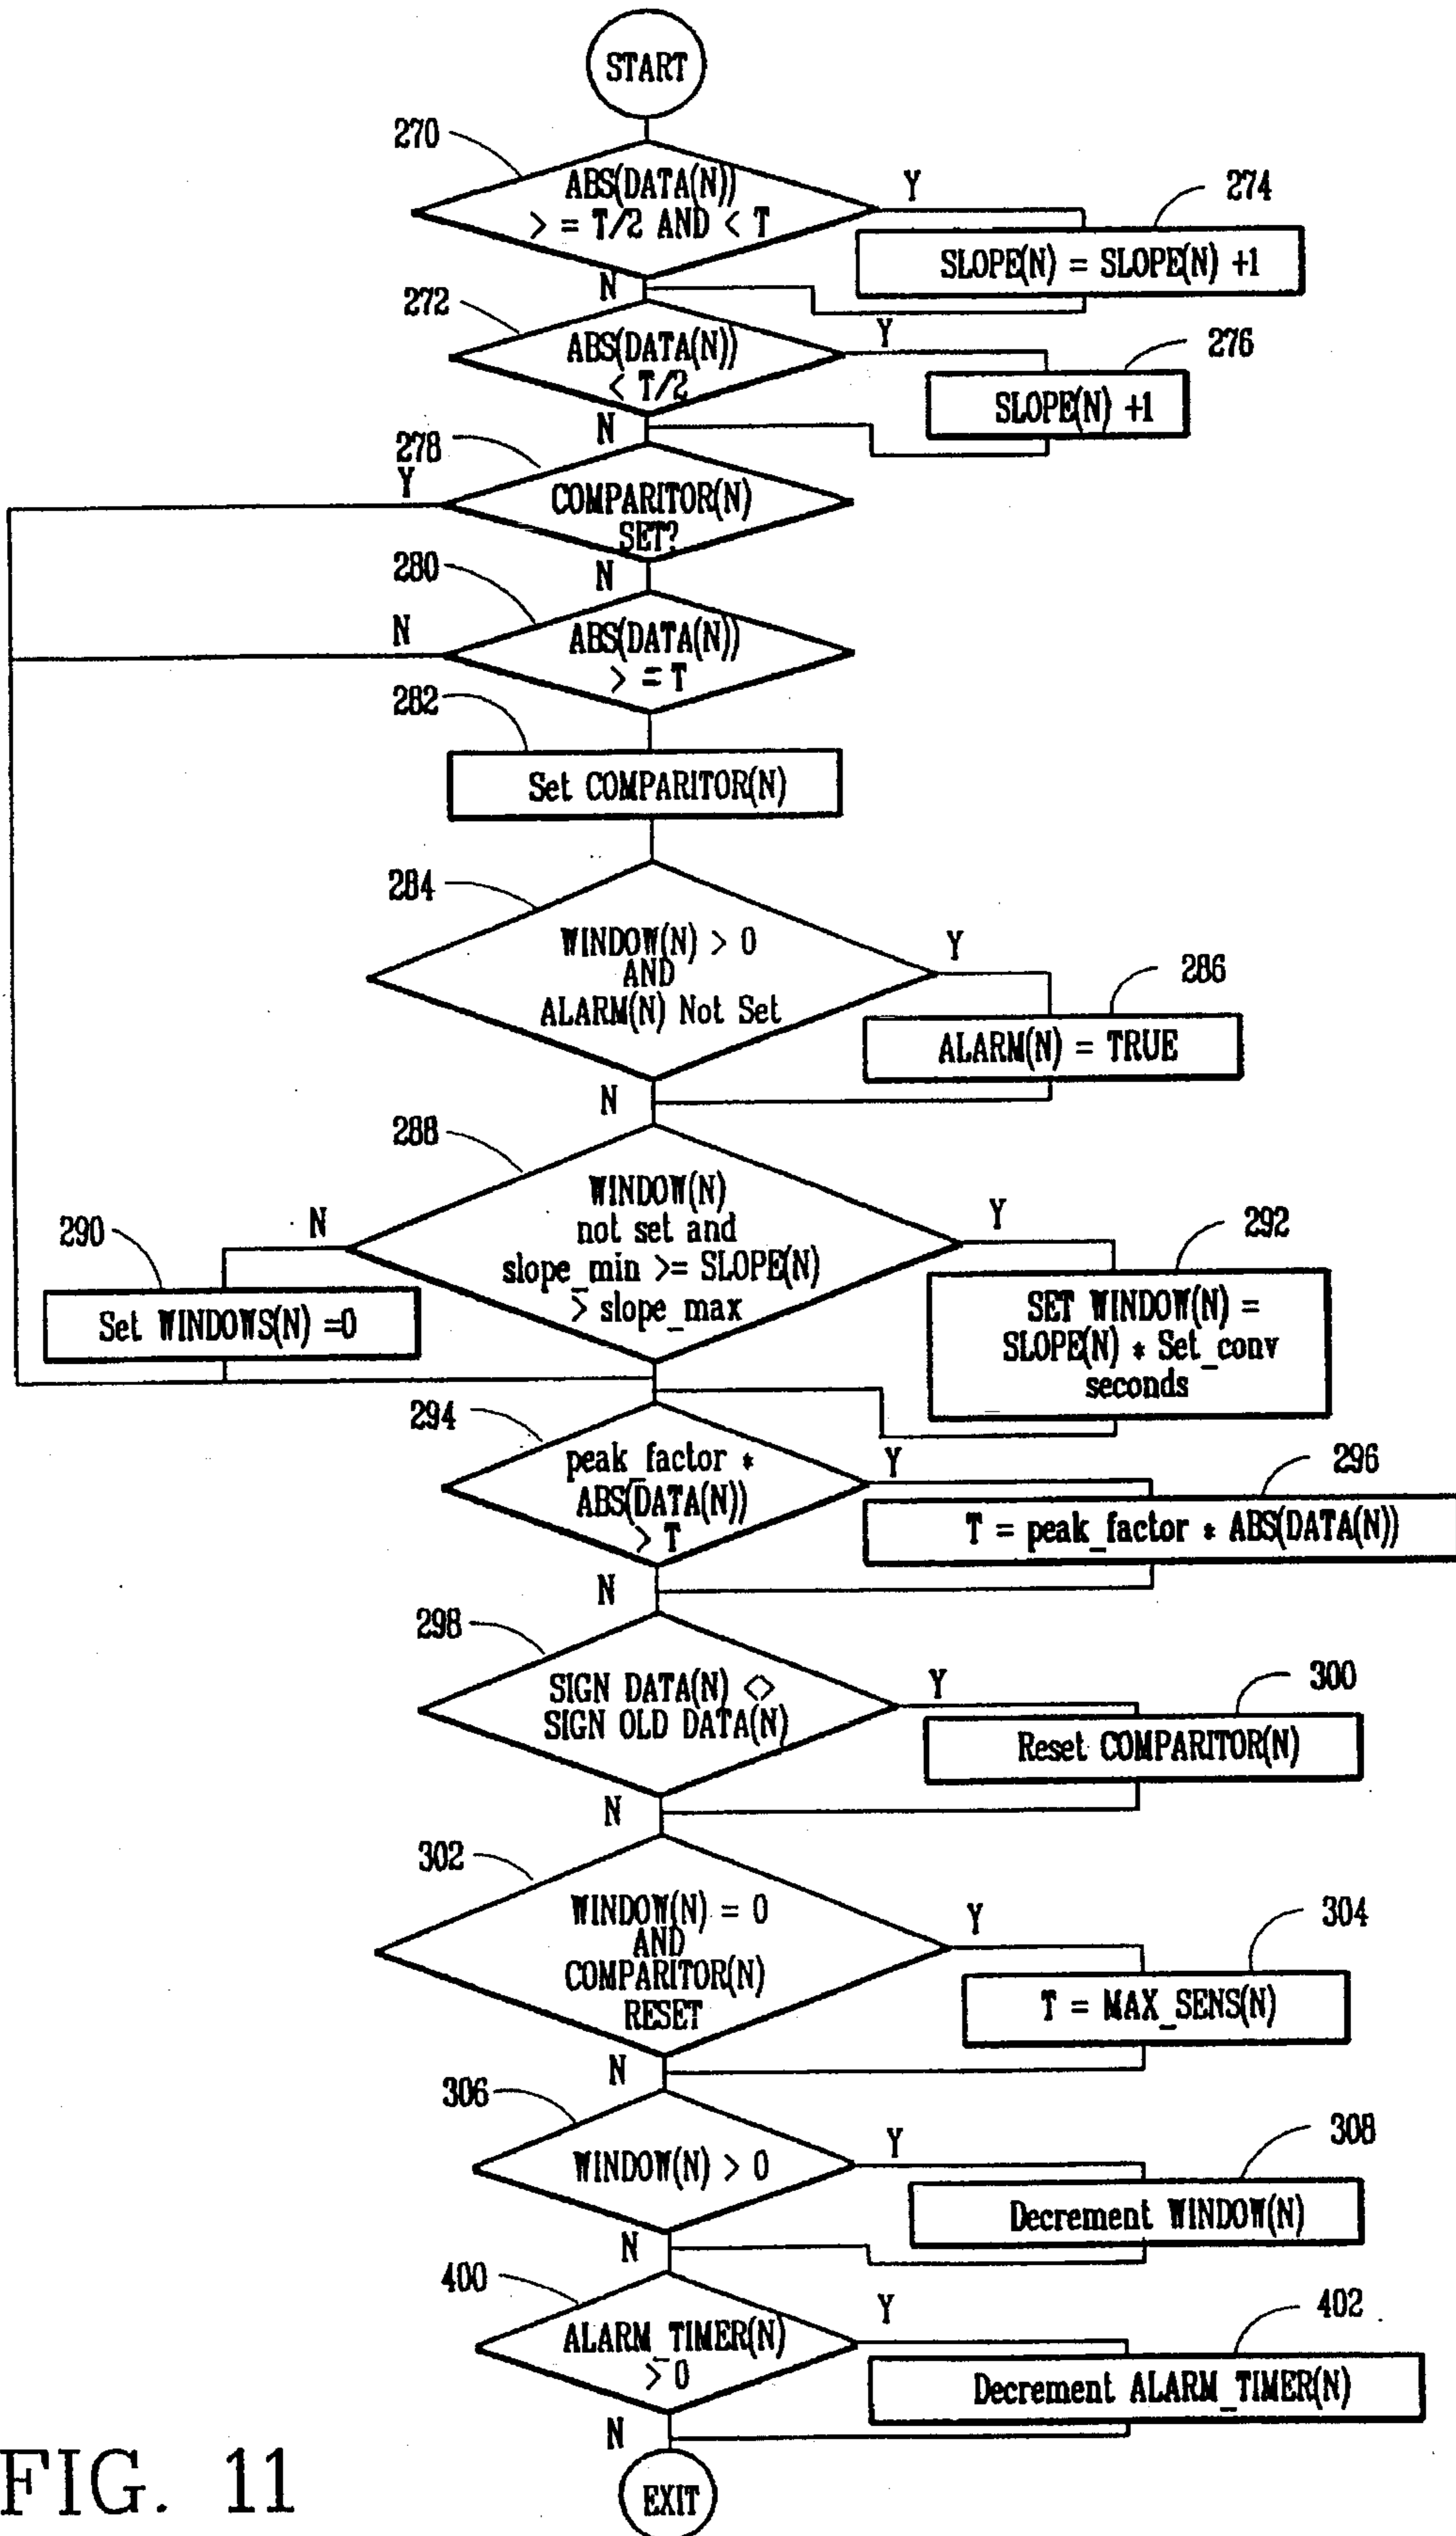 START
270
ABS(DATA(N))
> = T/2 AND < T
Y
274
SLOPE(N) = SLOPE(N) +1
N
272
ABS(DATA(N))
< T/2
Y
276
SLOPE(N) +1
N
278
Y
COMPARITOR(N)
SET?
N
280
N
ABS(DATA(N))
> = T
282
Set COMPARITOR(N)
284
WINDOW(N) > 0
AND
ALARM(N) Not Set
Y
286
ALARM(N) = TRUE
N
288
WINDOW(N)
not set and
slope_min >= SLOPE(N)
> slope_max
N
290
Set WINDOWS(N) =0
Y
292
SET WINDOW(N) =
SLOPE(N) * Set_conv
seconds
294
peak_factor *
ABS(DATA(N))
> T
Y
296
T = peak_factor * ABS(DATA(N))
N
298
SIGN DATA(N) <>
SIGN OLD DATA(N)
Y
300
Reset COMPARITOR(N)
N
302
WINDOW(N) = 0
AND
COMPARITOR(N)
RESET
Y
304
T = MAX_SENS(N)
N
306
WINDOW(N) > 0
Y
308
Decrement WINDOW(N)
N
400
ALARM_TIMER(N)
> 0
Y
402
Decrement ALARM_TIMER(N)
N
EXIT
FIG. 11